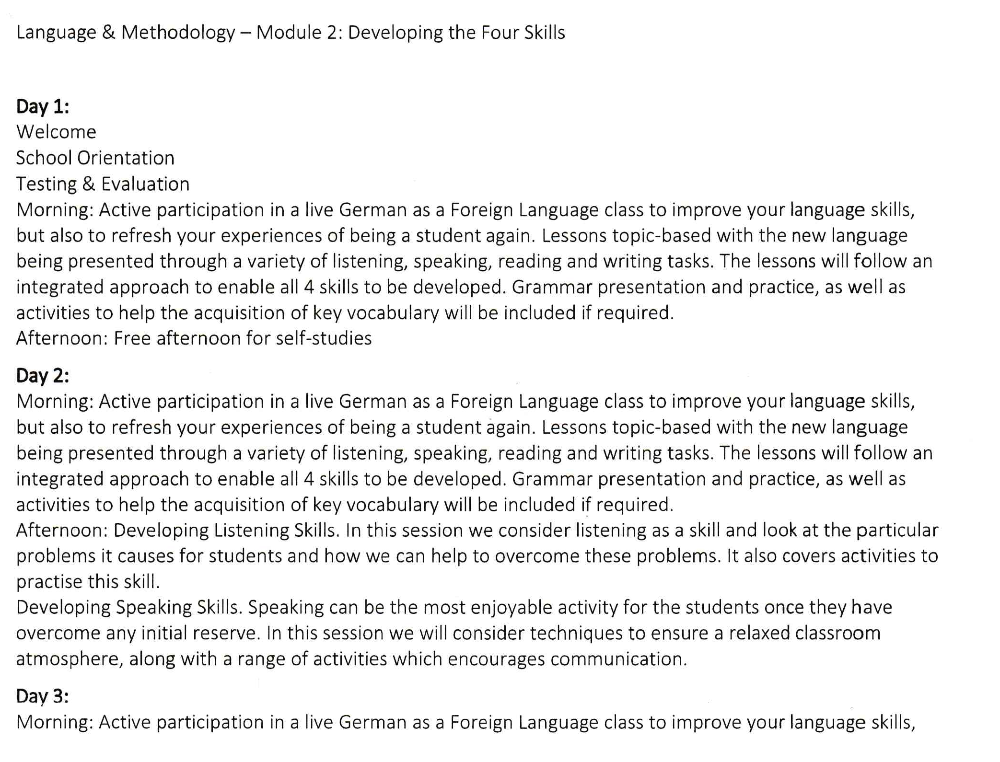 Language & Methodology – Module 2: Developing the Four Skills
Day 1:
Welcome
School Orientation
Testing & Evaluation
Morning: Active participation in a live German as a Foreign Language class to improve your language skills,
but also to refresh your experiences of being a student again. Lessons topic-based with the new language
being presented through a variety of listening, speaking, reading and writing tasks. The lessons will follow an
integrated approach to enable all 4 skills to be developed. Grammar presentation and practice, as well as
activities to help the acquisition of key vocabulary will be included if required.
Afternoon: Free afternoon for self-studies
Day 2:
Morning: Active participation in a live German as a Foreign Language class to improve your language skills,
but also to refresh your experiences of being a student again. Lessons topic-based with the new language
being presented through a variety of listening, speaking, reading and writing tasks. The lessons will follow an
integrated approach to enable all 4 skills to be developed. Grammar presentation and practice, as well as
activities to help the acquisition of key vocabulary will be included if required.
Afternoon: Developing Listening Skills. In this session we consider listening as a skill and look at the particular
problems it causes for students and how we can help to overcome these problems. It also covers activities to
practise this skill.
Developing Speaking Skills. Speaking can be the most enjoyable activity for the students once they have
overcome any initial reserve. In this session we will consider techniques to ensure a relaxed classroom
atmosphere, along with a range of activities which encourages communication.
Day 3:
Morning: Active participation in a live German as a Foreign Language class to improve your language skills,